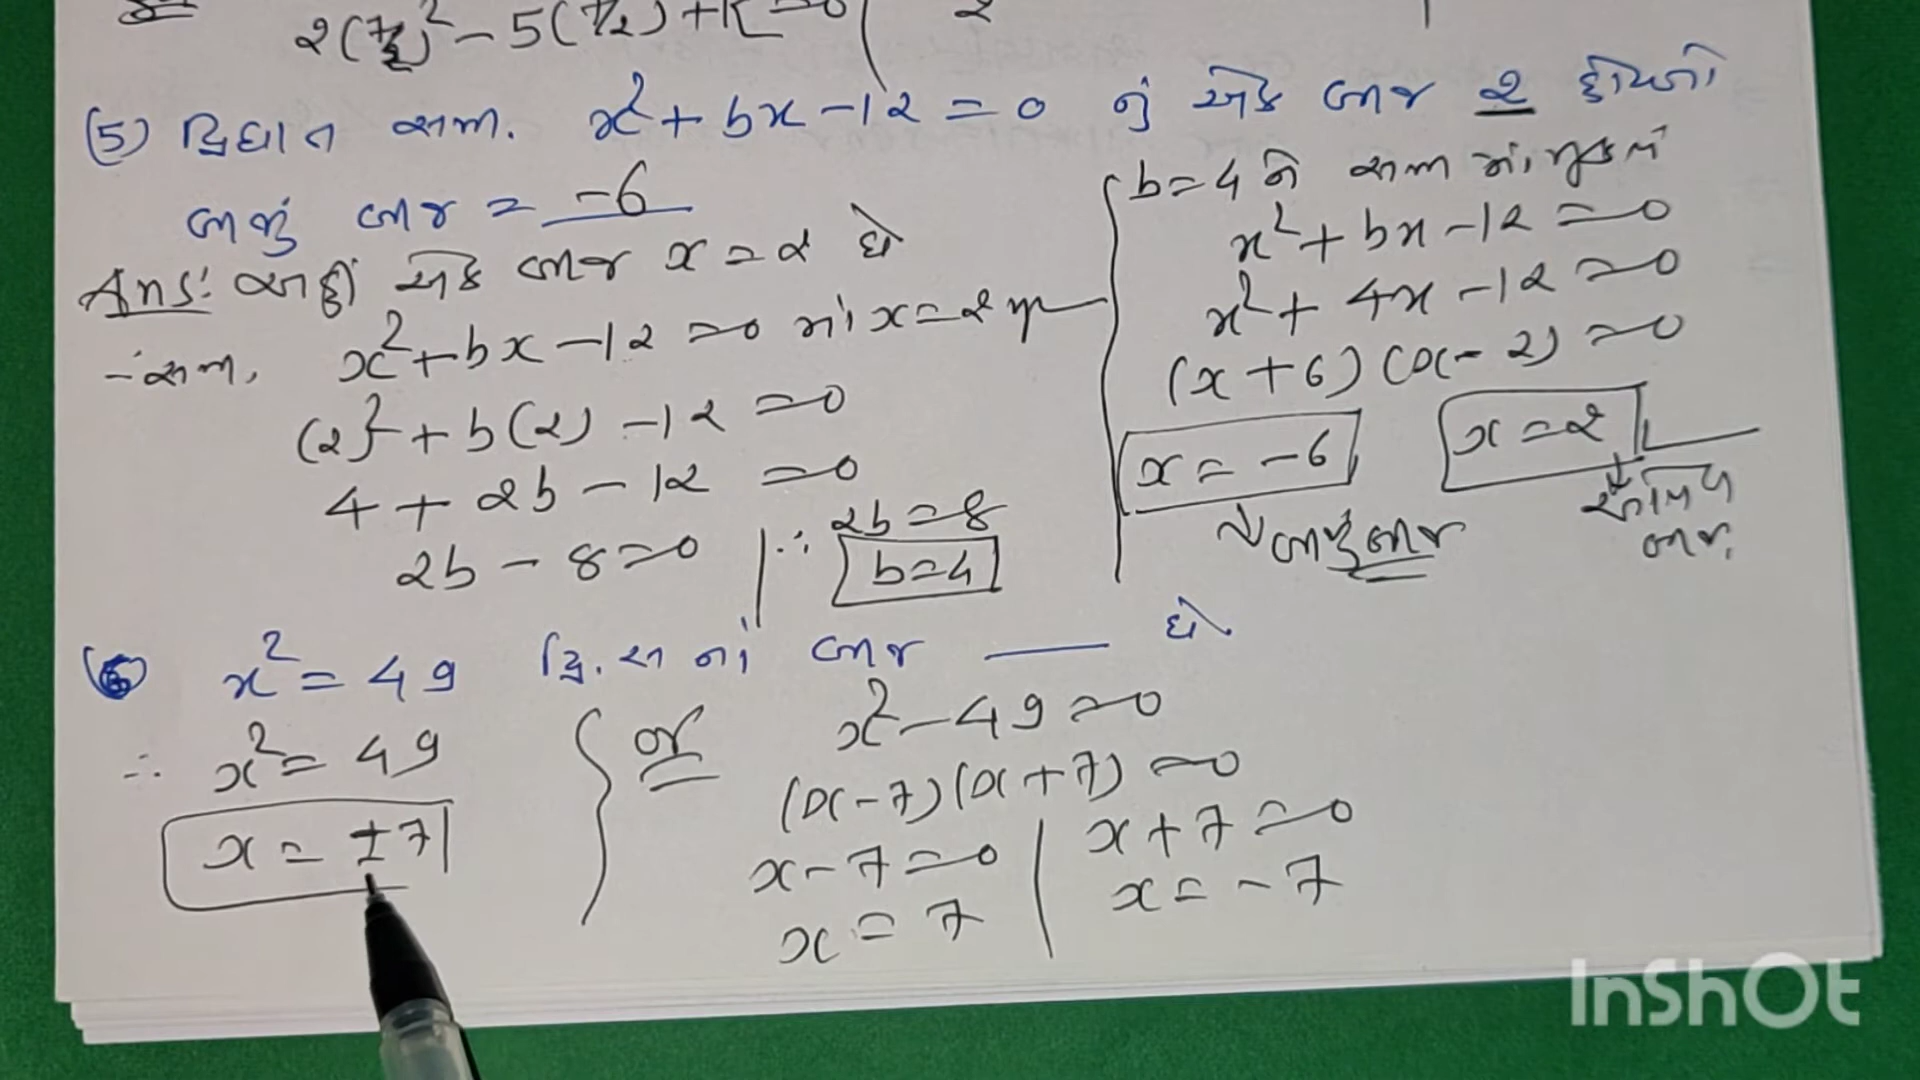 2(7/2)² - 5(7/2) + k = 0
2
(5) દ્વિઘાત સમ. x² + bx - 12 = 0 નું એક બીજ 2 હોયતો
બીજું બીજ = -6
Ans: અહીં એક બીજ x = 2 છે
સમ. x² + bx - 12 = 0 માં x = 2 મૂ
(2)² + b(2) - 12 = 0
4 + 2b - 12 = 0
2b - 8 = 0 | ∴ 2b = 8
b = 4
b = 4 ને સમ માં મૂકતાં
x² + bx - 12 = 0
x² + 4x - 12 = 0
(x + 6) (x - 2) = 0
x = -6 x = 2
બીજું બીજ
બીજ.
(6) x² = 49 દ્વિ. સ નાં બીજ ____ છે.
∴ x² = 49
x = ±7
or
x² - 49 = 0
(x - 7)(x + 7) = 0
x - 7 = 0 | x + 7 = 0
x = 7 | x = -7
InShOt